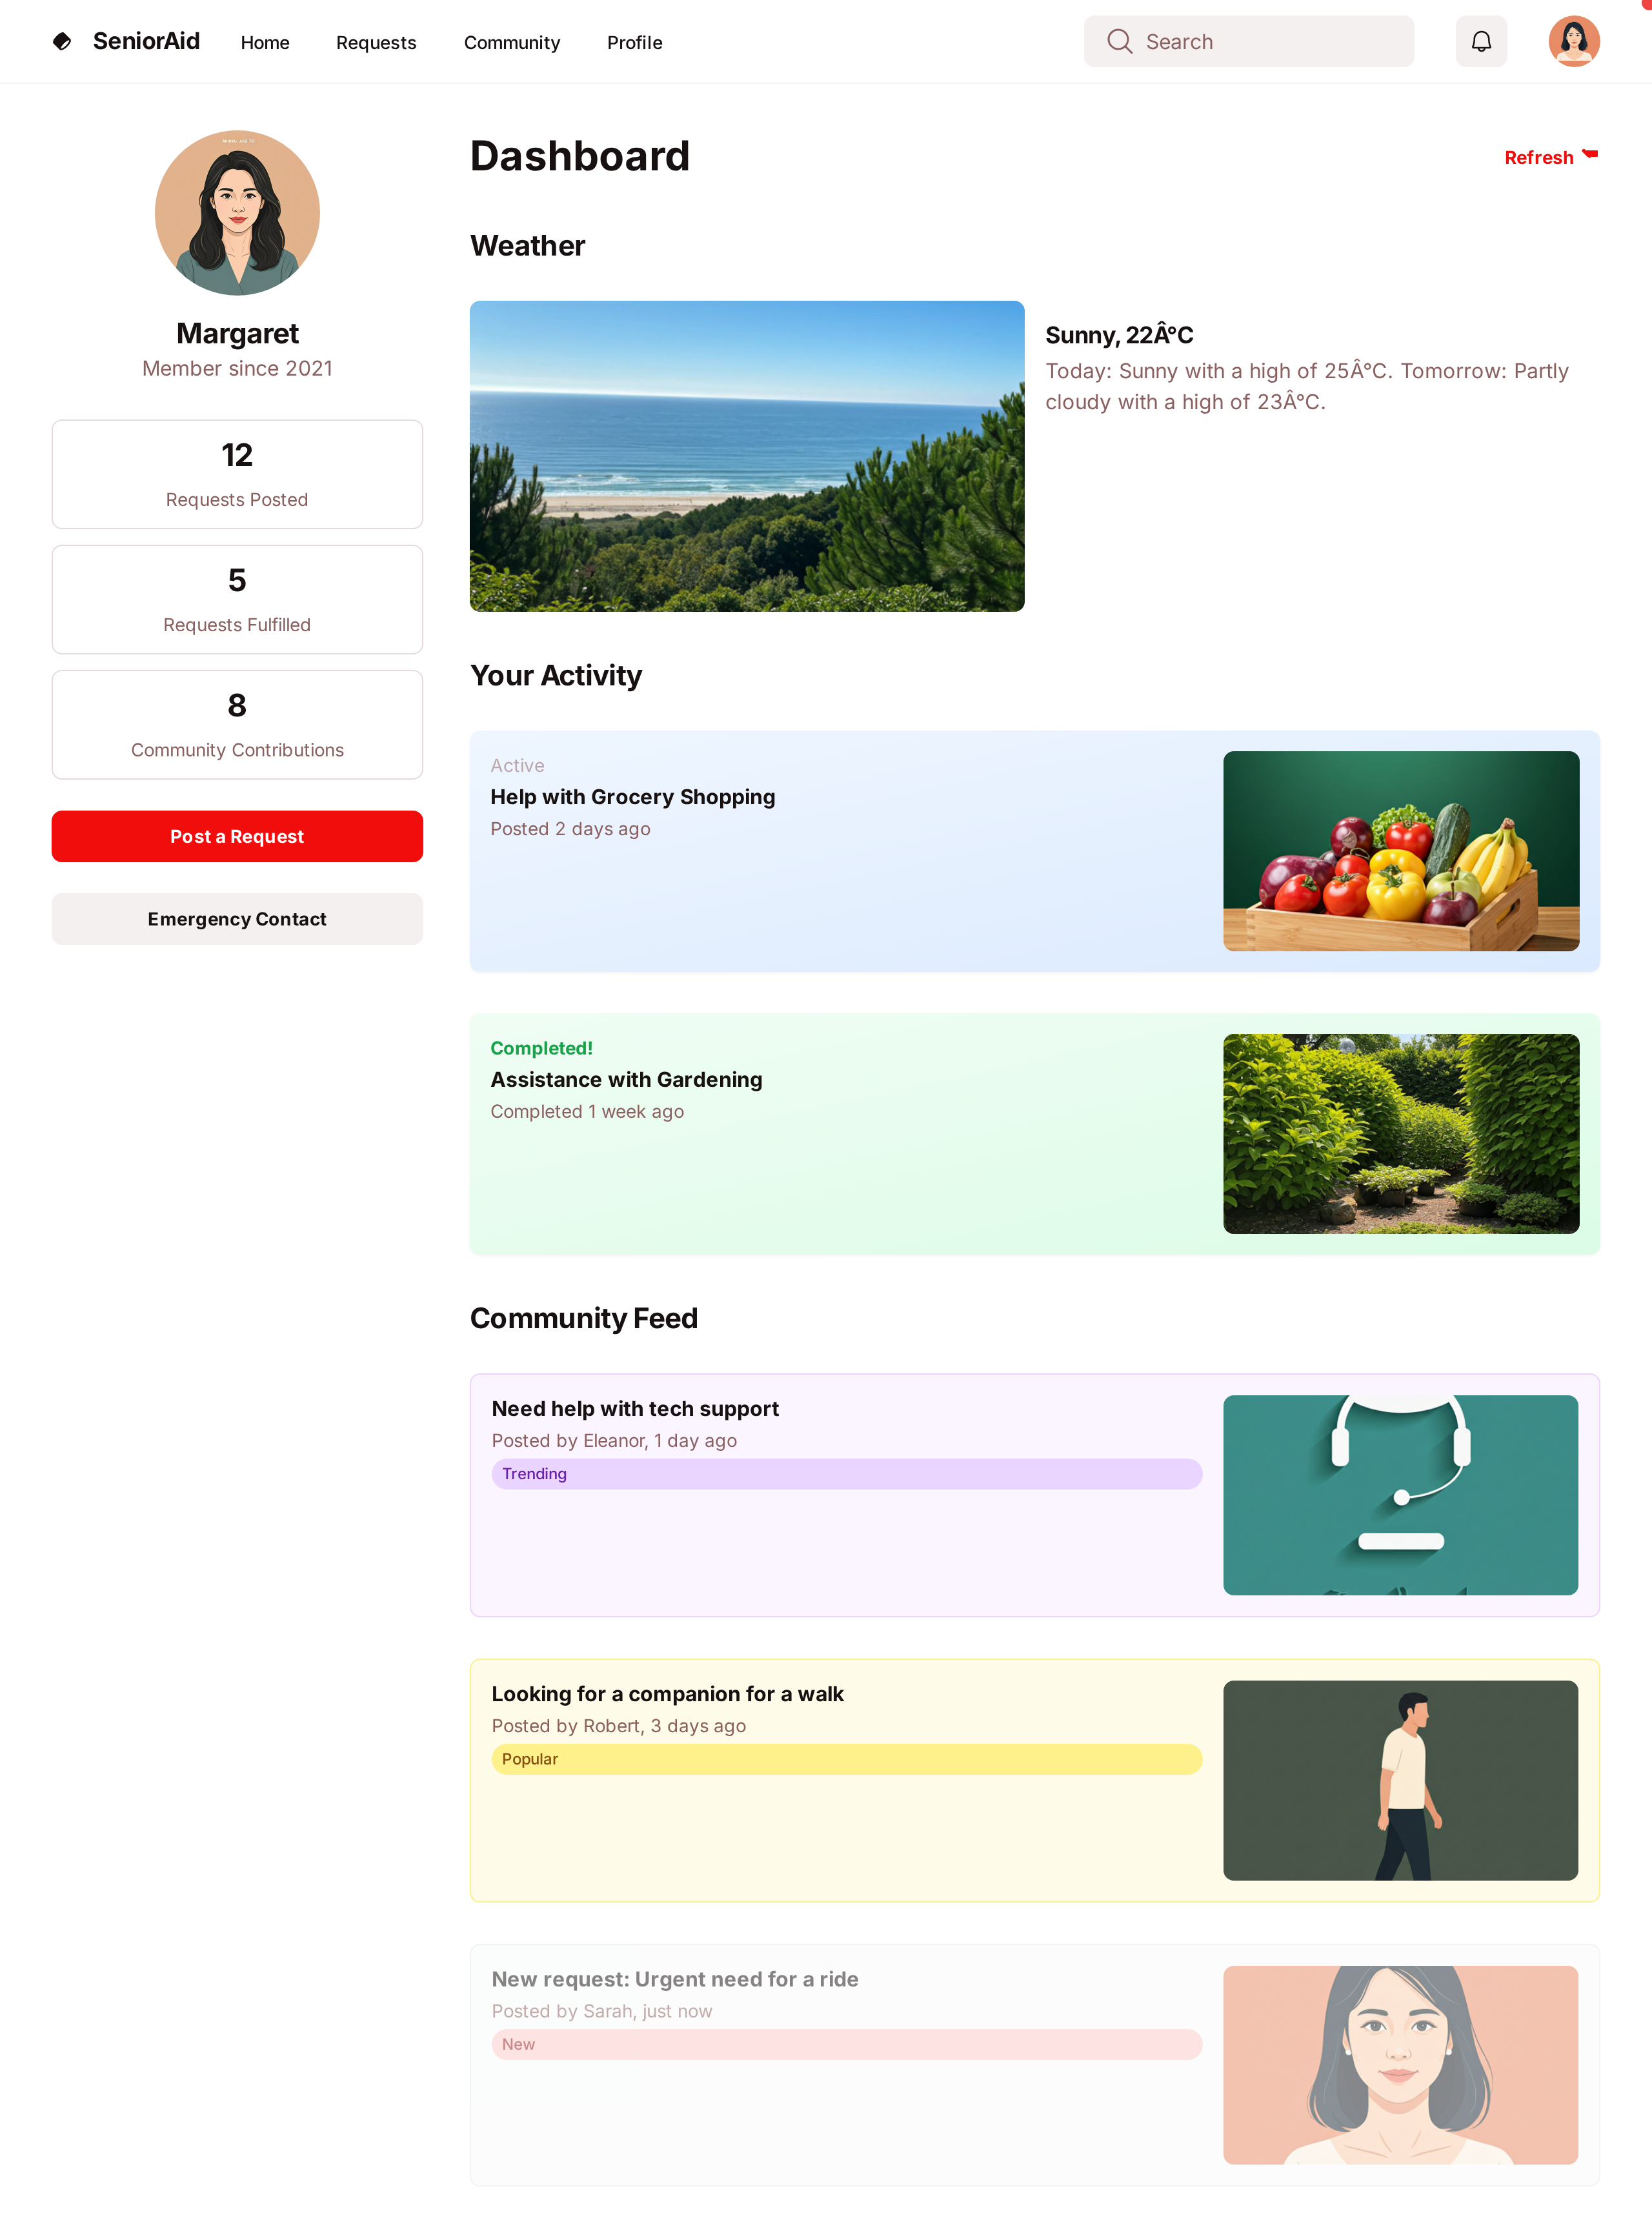 SeniorAid
Home
Requests
Community
Profile
Search
Margaret
Member since 2021
12
Requests Posted
5
Requests Fulfilled
8
Community Contributions
Post a Request
Emergency Contact
Dashboard
Refresh
Weather
Sunny, 22Â°C
Today: Sunny with a high of 25Â°C. Tomorrow: Partly
cloudy with a high of 23Â°C.
Your Activity
Active
Help with Grocery Shopping
Posted 2 days ago
Completed!
Assistance with Gardening
Completed 1 week ago
Community Feed
Need help with tech support
Posted by Eleanor, 1 day ago
Trending
Looking for a companion for a walk
Posted by Robert, 3 days ago
Popular
New request: Urgent need for a ride
Posted by Sarah, just now
New